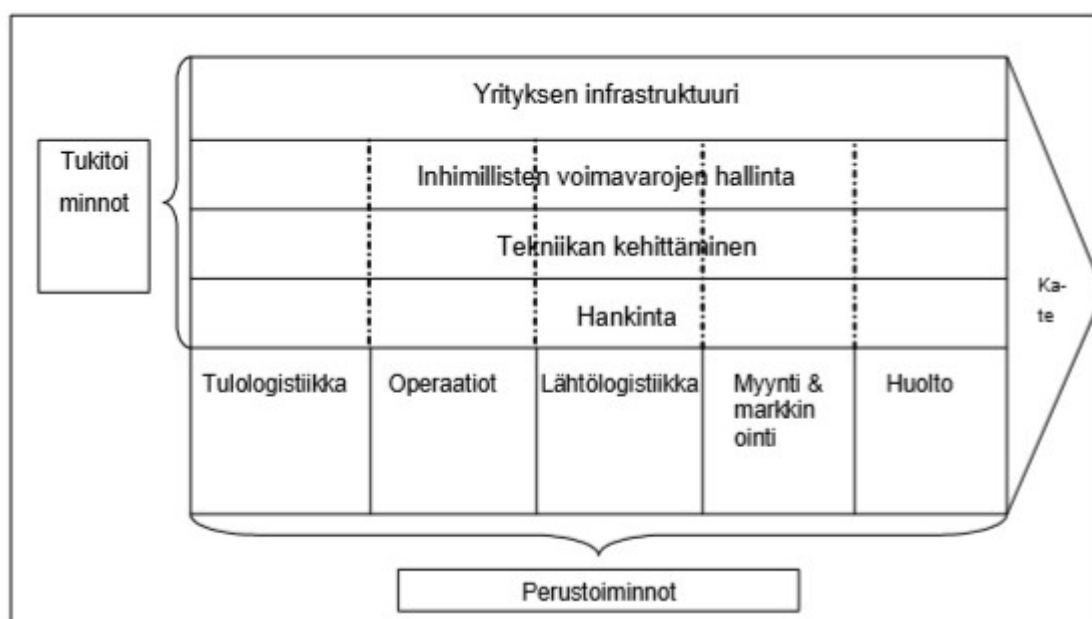 Yrityksen infrastruktuuri
Tukitoi
minnot
Inhimillisten voimavarojen hallinta
Tekniikan kehittäminen
Ka-
te
Hankinta
Tulologistiikka
Operaatiot
Lähtölogistiikka
Myynti &
markkin
ointi
Huolto
Perustoiminnot